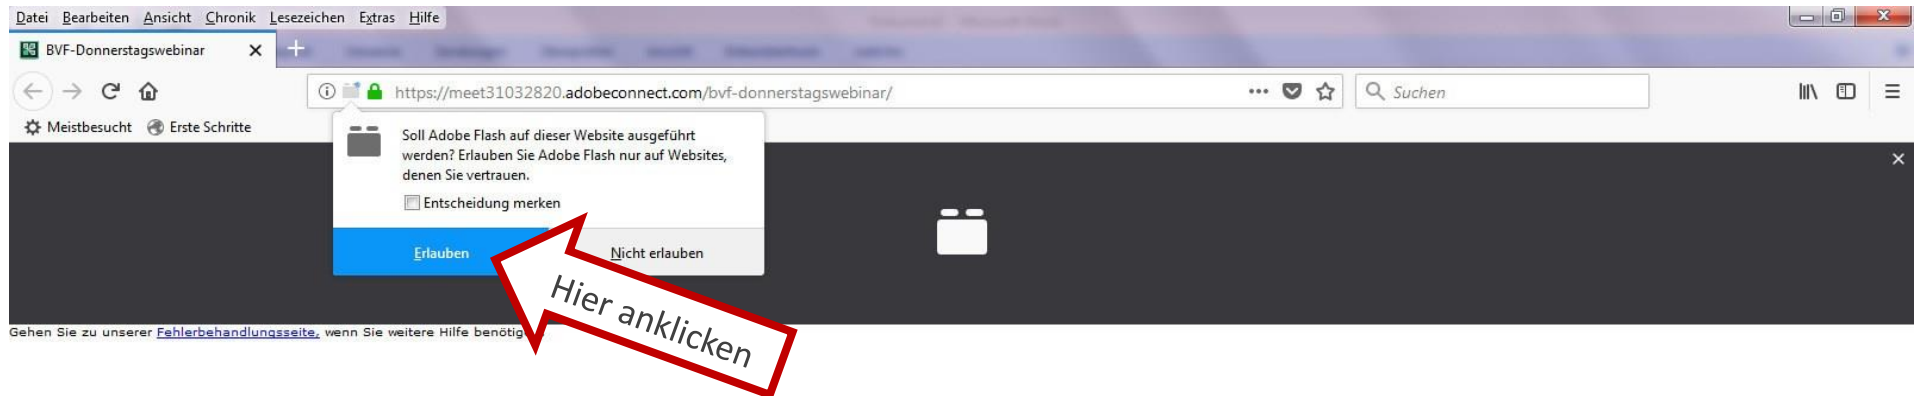 Datei Bearbeiten Ansicht Chronik Lesezeichen Extras Hilfe
BVF-Donnerstagswebinar
https://meet31032820.adobeconnect.com/bvf-donnerstagswebinar/
Suchen
Meistbesucht Erste Schritte
Soll Adobe Flash auf dieser Website ausgeführt
werden? Erlauben Sie Adobe Flash nur auf Websites,
denen Sie vertrauen.
Entscheidung merken
Erlauben Nicht erlauben
Hier anklicken
Gehen Sie zu unserer Fehlerbehandlungsseite, wenn Sie weitere Hilfe